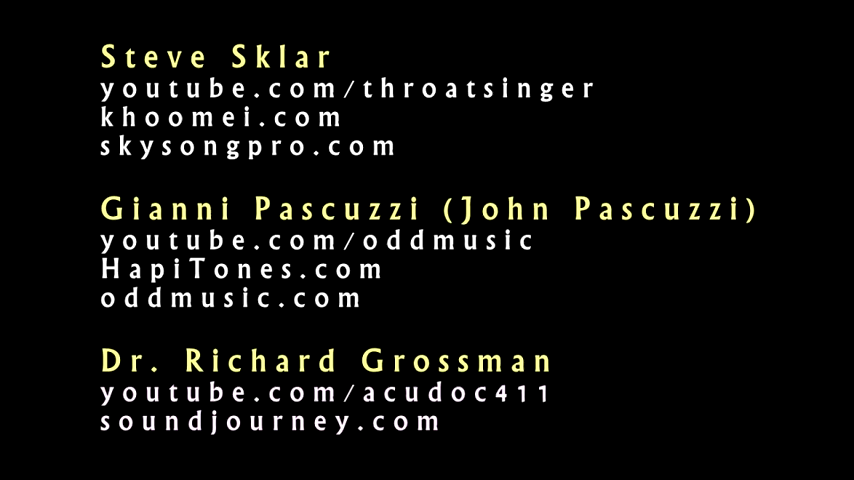 Steve Sklar
youtube.com/throatsinger
khoomei.com
skysongpro.com
Gianni Pascuzzi (John Pascuzzi)
youtube.com/oddmusic
HapiTones.com
oddmusic.com
Dr. Richard Grossman
youtube.com/acudoc411
soundjourney.com